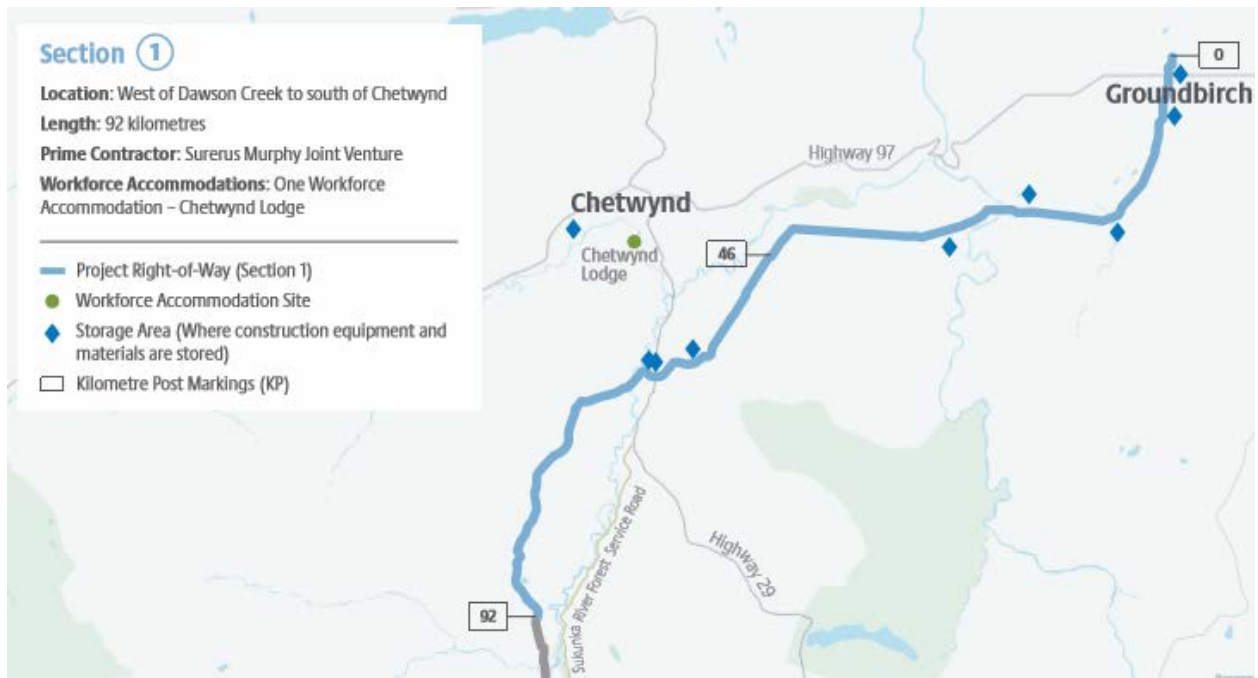 Section 1
Location: West of Dawson Creek to south of Chetwynd
Length: 92 kilometres
Prime Contractor: Surerus Murphy Joint Venture
Workforce Accommodations: One Workforce
Accommodation – Chetwynd Lodge
Project Right-of-Way (Section 1)
Workforce Accommodation Site
Storage Area (Where construction equipment and
materials are stored)
Kilometre Post Markings (KP)
0
Groundbirch
Highway 97
Chetwynd
Chetwynd
Lodge
46
Sukunka River Forest Service Road
Highway 29
92